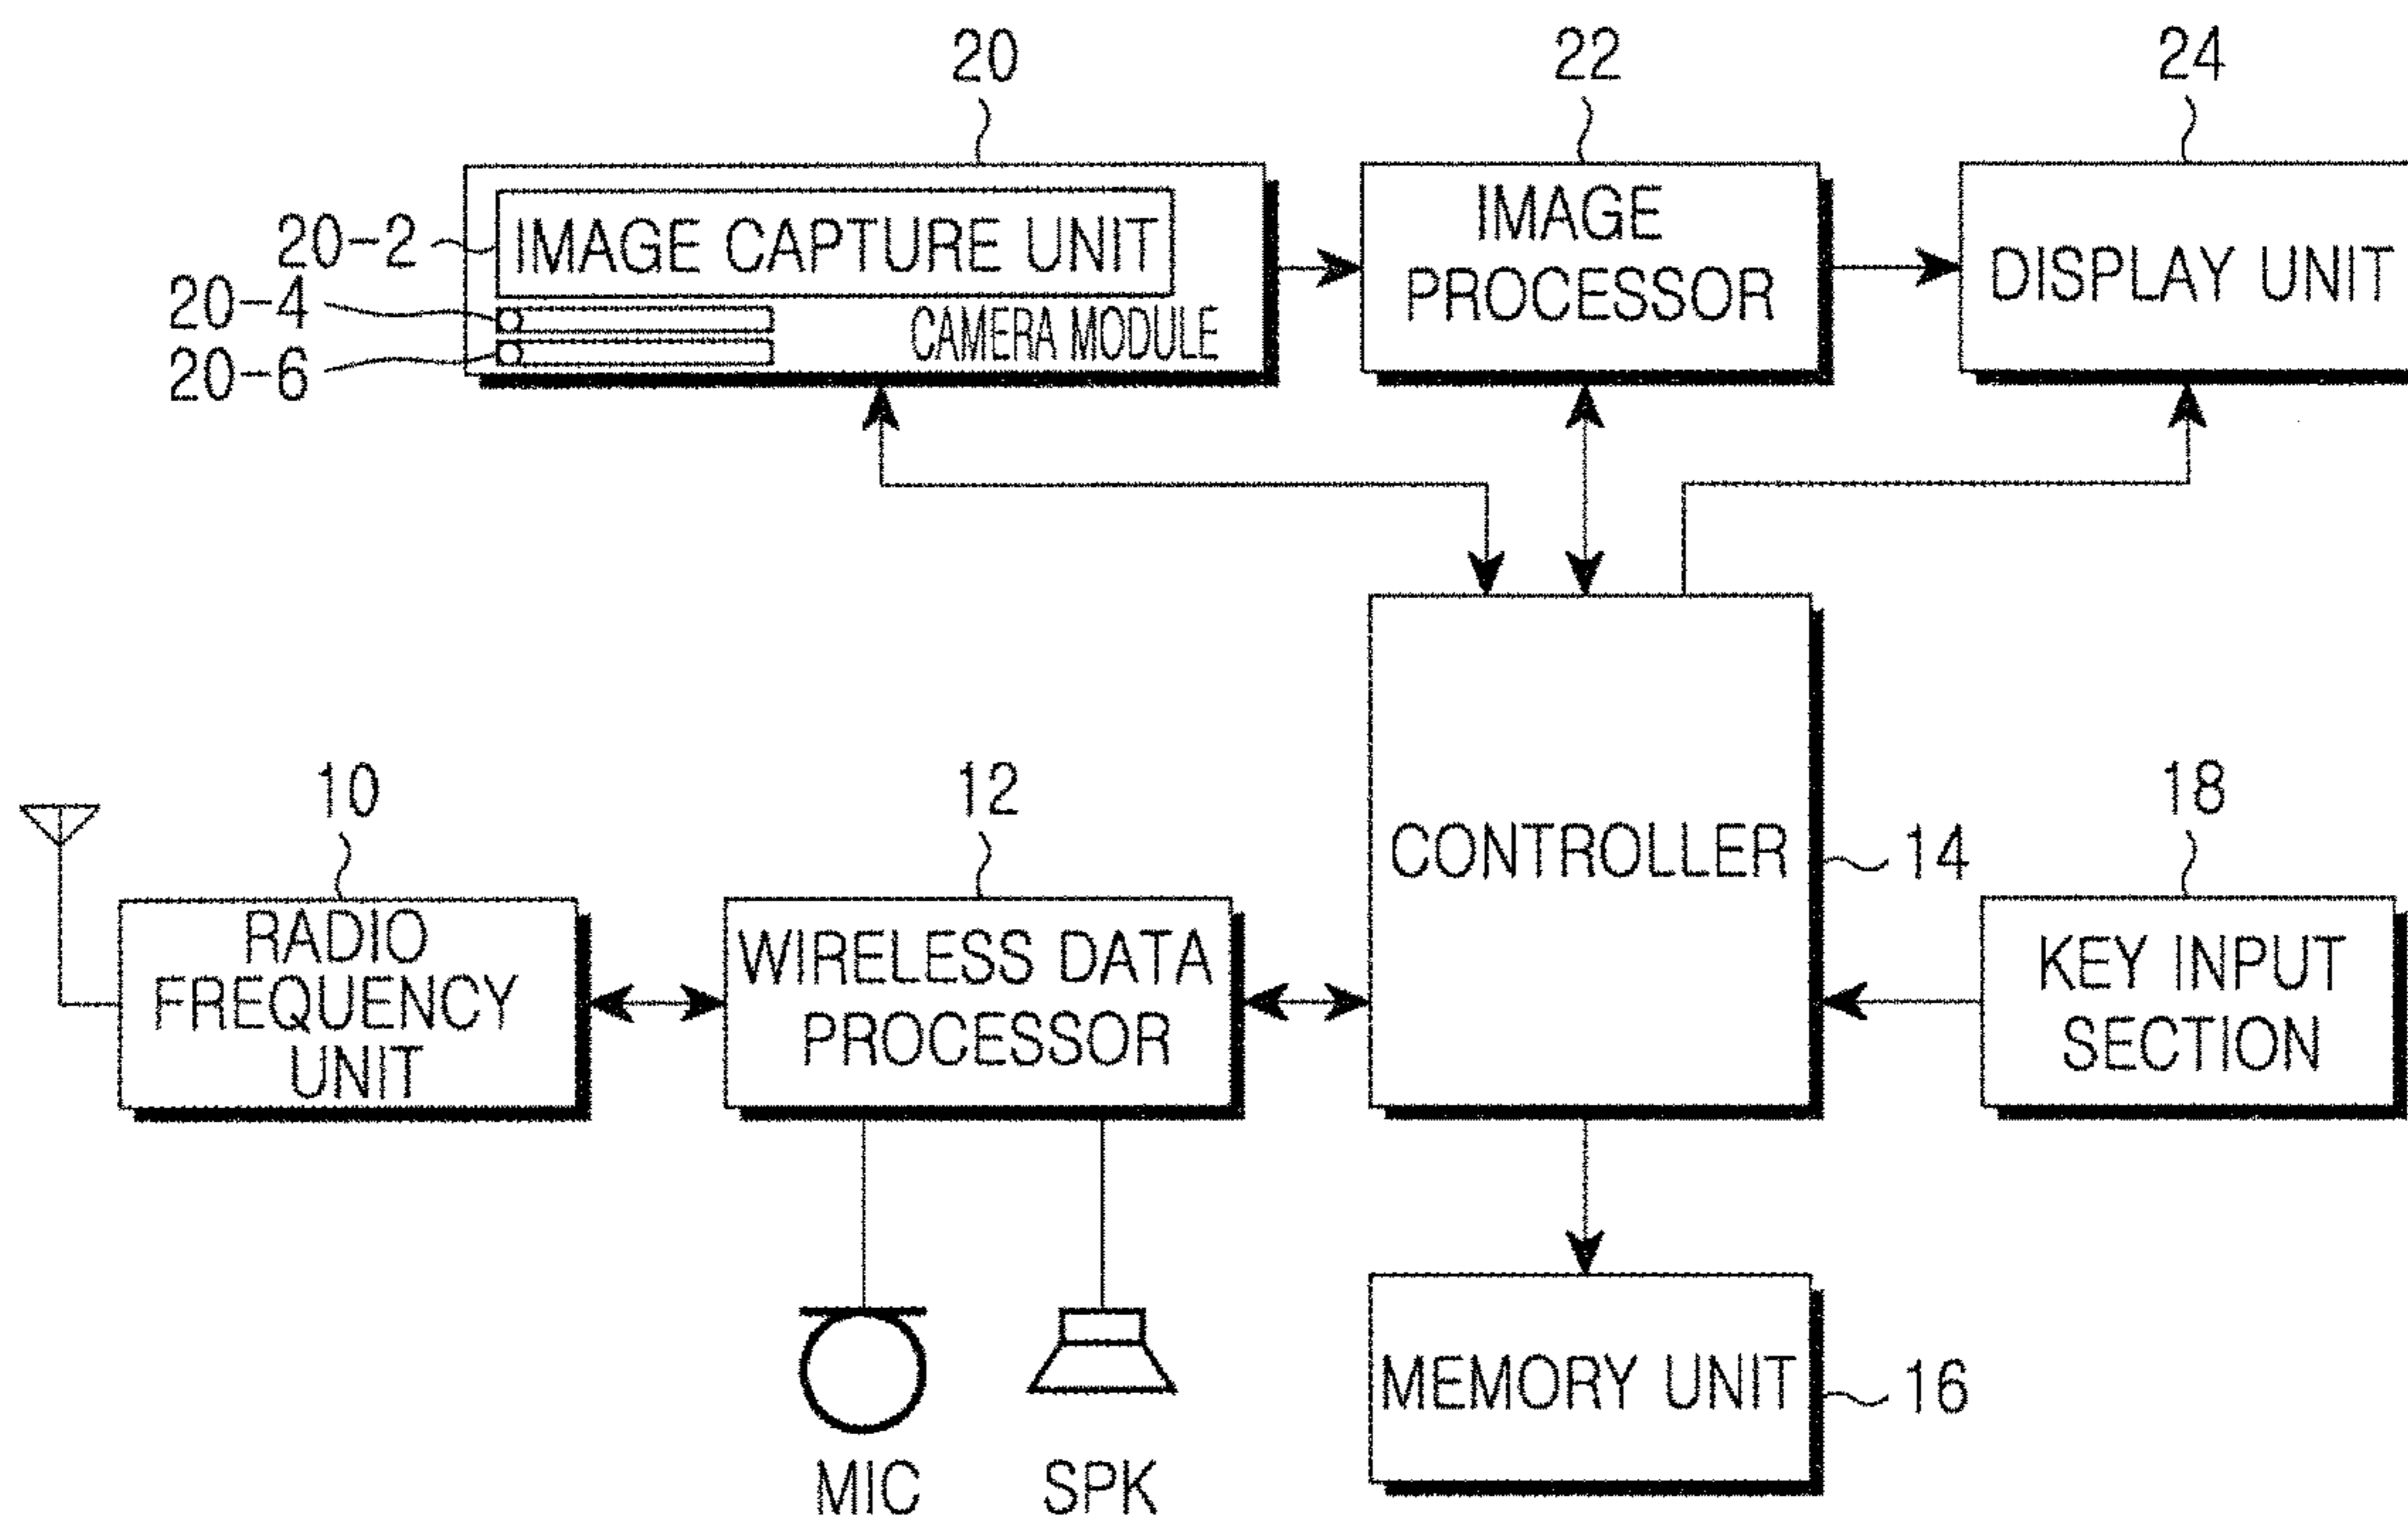 20
22
24
20-2
IMAGE CAPTURE UNIT
20-4
20-6
CAMERA MODULE
IMAGE
PROCESSOR
DISPLAY UNIT
10
12
CONTROLLER
14
18
RADIO
FREQUENCY
UNIT
WIRELESS DATA
PROCESSOR
KEY INPUT
SECTION
MEMORY UNIT
16
MIC
SPK